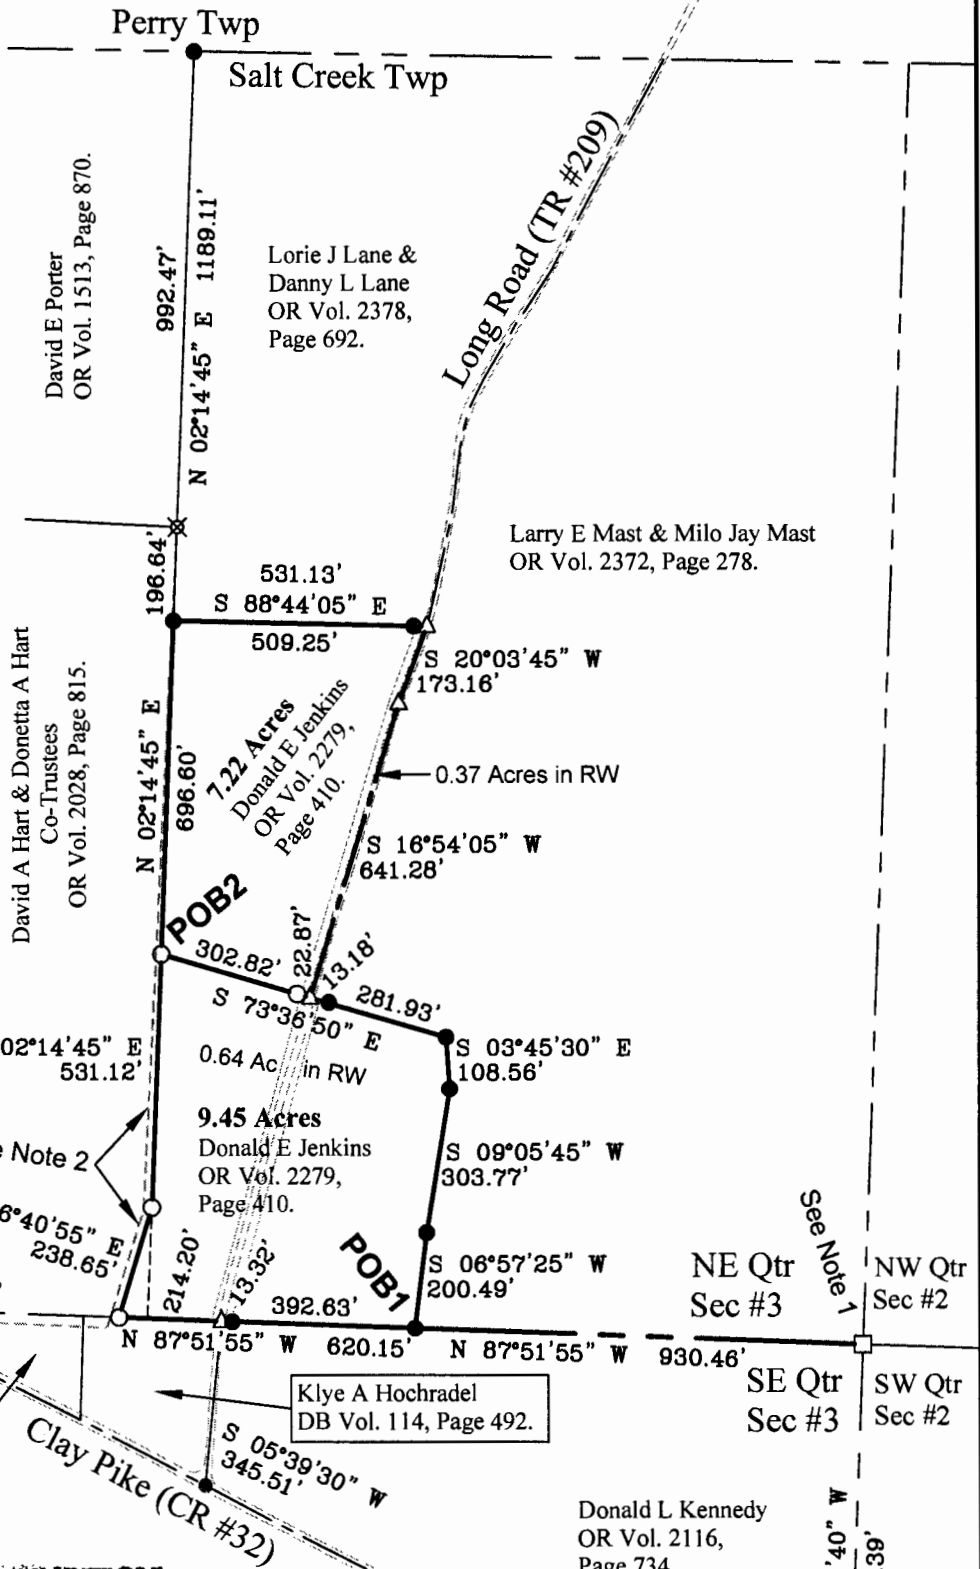 Perry Twp
Salt Creek Twp
Long Road (TR #209)
David E Porter
OR Vol. 1513, Page 870.
992.47'
N 02°14'45" E 1189.11'
Lorie J Lane &
Danny L Lane
OR Vol. 2378,
Page 692.
Larry E Mast & Milo Jay Mast
OR Vol. 2372, Page 278.
196.64'
531.13'
S 88°44'05" E
509.25'
David A Hart & Donetta A Hart
Co-Trustees
OR Vol. 2028, Page 815.
N 02°14'45" E
696.60'
7.22 Acres
Donald E Jenkins
OR Vol. 2279,
Page 410.
S 20°03'45" W
173.16'
0.37 Acres in RW
S 16°54'05" W
641.28'
POB2
302.82'
22.87'
13.18'
281.93'
S 73°36'50" E
02°14'45" E
531.12'
0.64 Ac in RW
S 03°45'30" E
108.56'
9.45 Acres
Donald E Jenkins
OR Vol. 2279,
Page 410.
S 09°05'45" W
303.77'
Note 2
6°40'55" E
238.65'
214.20'
13.32'
392.63'
POB1
S 06°57'25" W
200.49'
N 87°51'55" W 620.15'
N 87°51'55" W 930.46'
See Note 1
NE Qtr
Sec #3
NW Qtr
Sec #2
SE Qtr
Sec #3
SW Qtr
Sec #2
Klye A Hochradel
DB Vol. 114, Page 492.
S 05°39'30" W
345.51'
Clay Pike (CR #32)
Donald L Kennedy
OR Vol. 2116,
Page 734
'40" W
39'